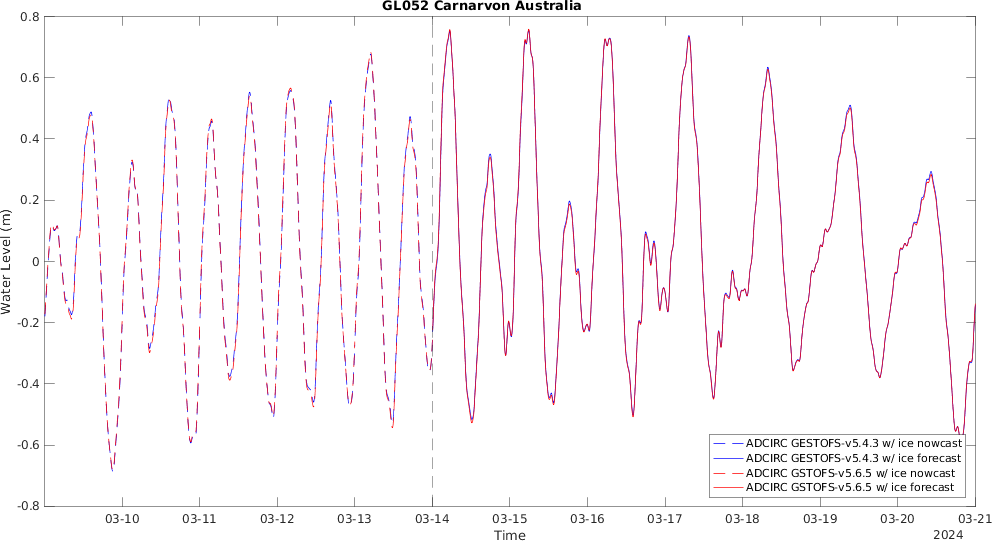 GL052 Carnarvon Australia
Water Level (m)
0.8
0.6
0.4
0.2
0
-0.2
-0.4
-0.6
-0.8
ADCIRC GESTOFS-v5.4.3 w/ ice nowcast
ADCIRC GESTOFS-v5.4.3 w/ ice forecast
ADCIRC GSTOFS-v5.6.5 w/ ice nowcast
ADCIRC GSTOFS-v5.6.5 w/ ice forecast
03-10 03-11 03-12 03-13 03-14 03-15 03-16 03-17 03-18 03-19 03-20 03-21
Time
2024